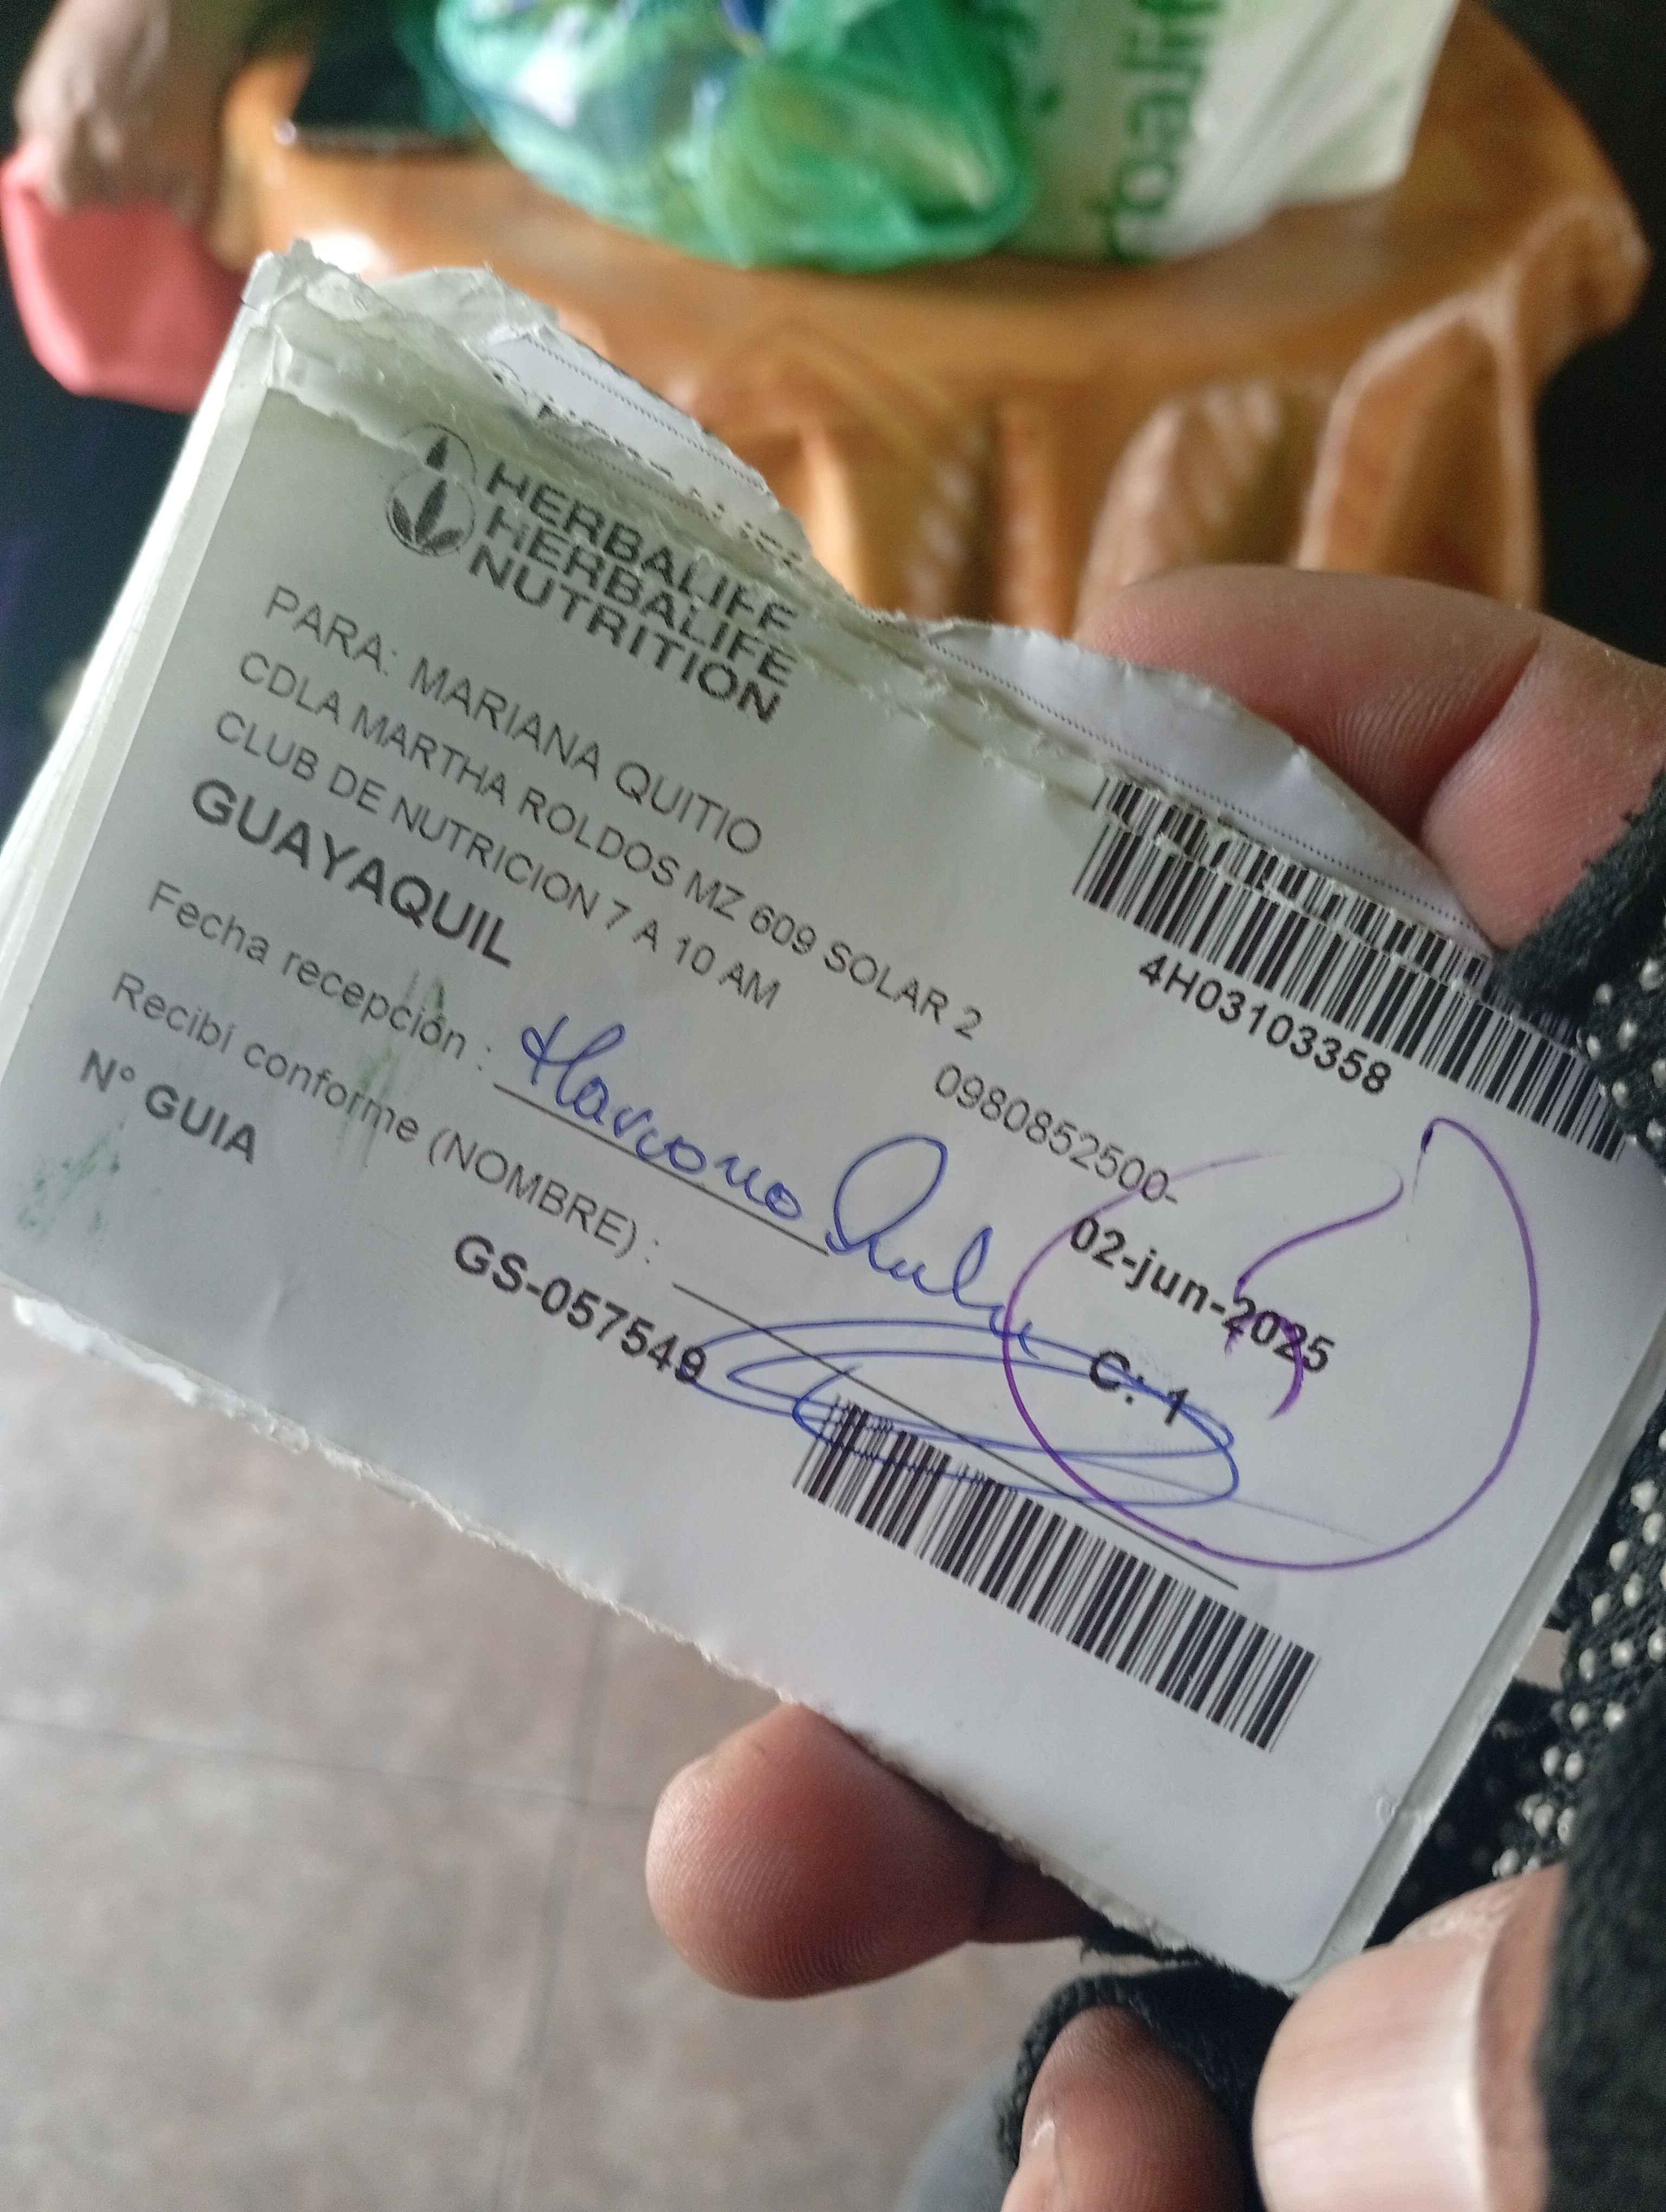 HERBALIFE
HERBALIFE
NUTRITION
4H03103358
PARA: MARIANA QUITIO
CDLA MARTHA ROLDOS MZ 609 SOLAR 2
CLUB DE NUTRICION 7 A 10 AM
0980852500-
GUAYAQUIL
02-jun-2025
Fecha recepción :
C: 1
Recibí conforme (NOMBRE) :
N° GUIA
GS-057549